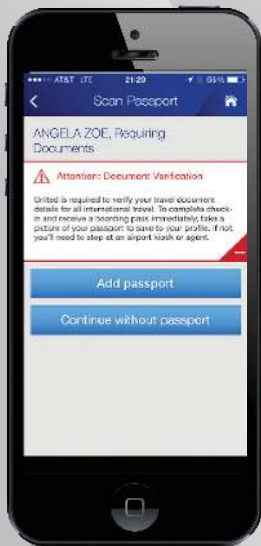 AT&T LTE 21:29 65%
Scan Passport
ANGELA ZOE, Requiring
Documents
Attention: Document Verification
United is required to verify your travel document
details for all international travel. To complete check-
in and receive a boarding pass immediately, take a
picture of your passport to save to your profile. If not,
you'll need to stop at an airport kiosk or agent.
Add passport
Continue without passport